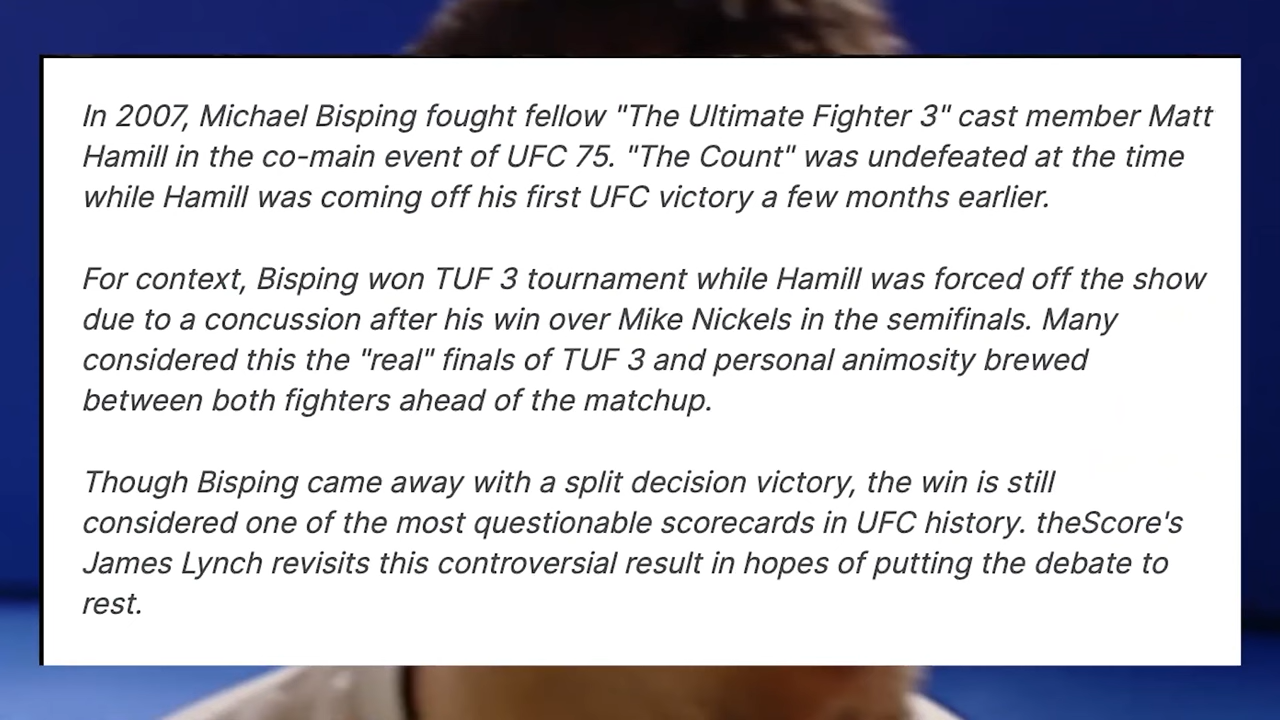 In 2007, Michael Bisping fought fellow "The Ultimate Fighter 3" cast member Matt
Hamill in the co-main event of UFC 75. "The Count" was undefeated at the time
while Hamill was coming off his first UFC victory a few months earlier.
For context, Bisping won TUF 3 tournament while Hamill was forced off the show
due to a concussion after his win over Mike Nickels in the semifinals. Many
considered this the "real" finals of TUF 3 and personal animosity brewed
between both fighters ahead of the matchup.
Though Bisping came away with a split decision victory, the win is still
considered one of the most questionable scorecards in UFC history. theScore's
James Lynch revisits this controversial result in hopes of putting the debate to
rest.